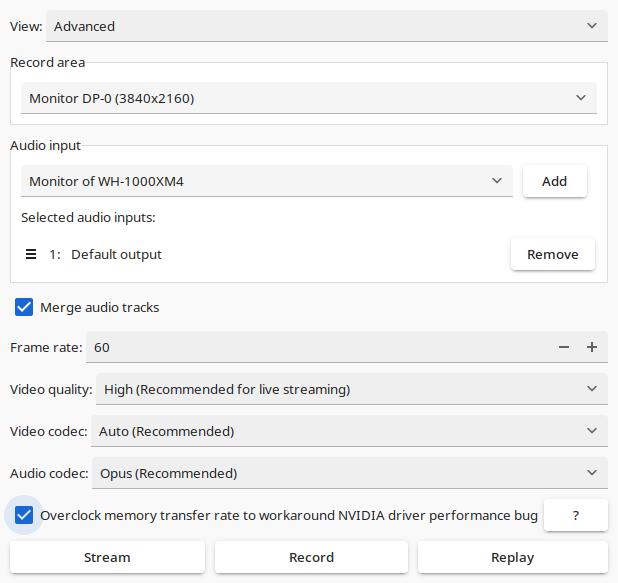 View: Advanced
Record area
Monitor DP-0 (3840x2160)
Audio input
Monitor of WH-1000XM4 Add
Selected audio inputs:
1: Default output Remove
Merge audio tracks
Frame rate: 60 − +
Video quality: High (Recommended for live streaming)
Video codec: Auto (Recommended)
Audio codec: Opus (Recommended)
Overclock memory transfer rate to workaround NVIDIA driver performance bug ?
Stream Record Replay